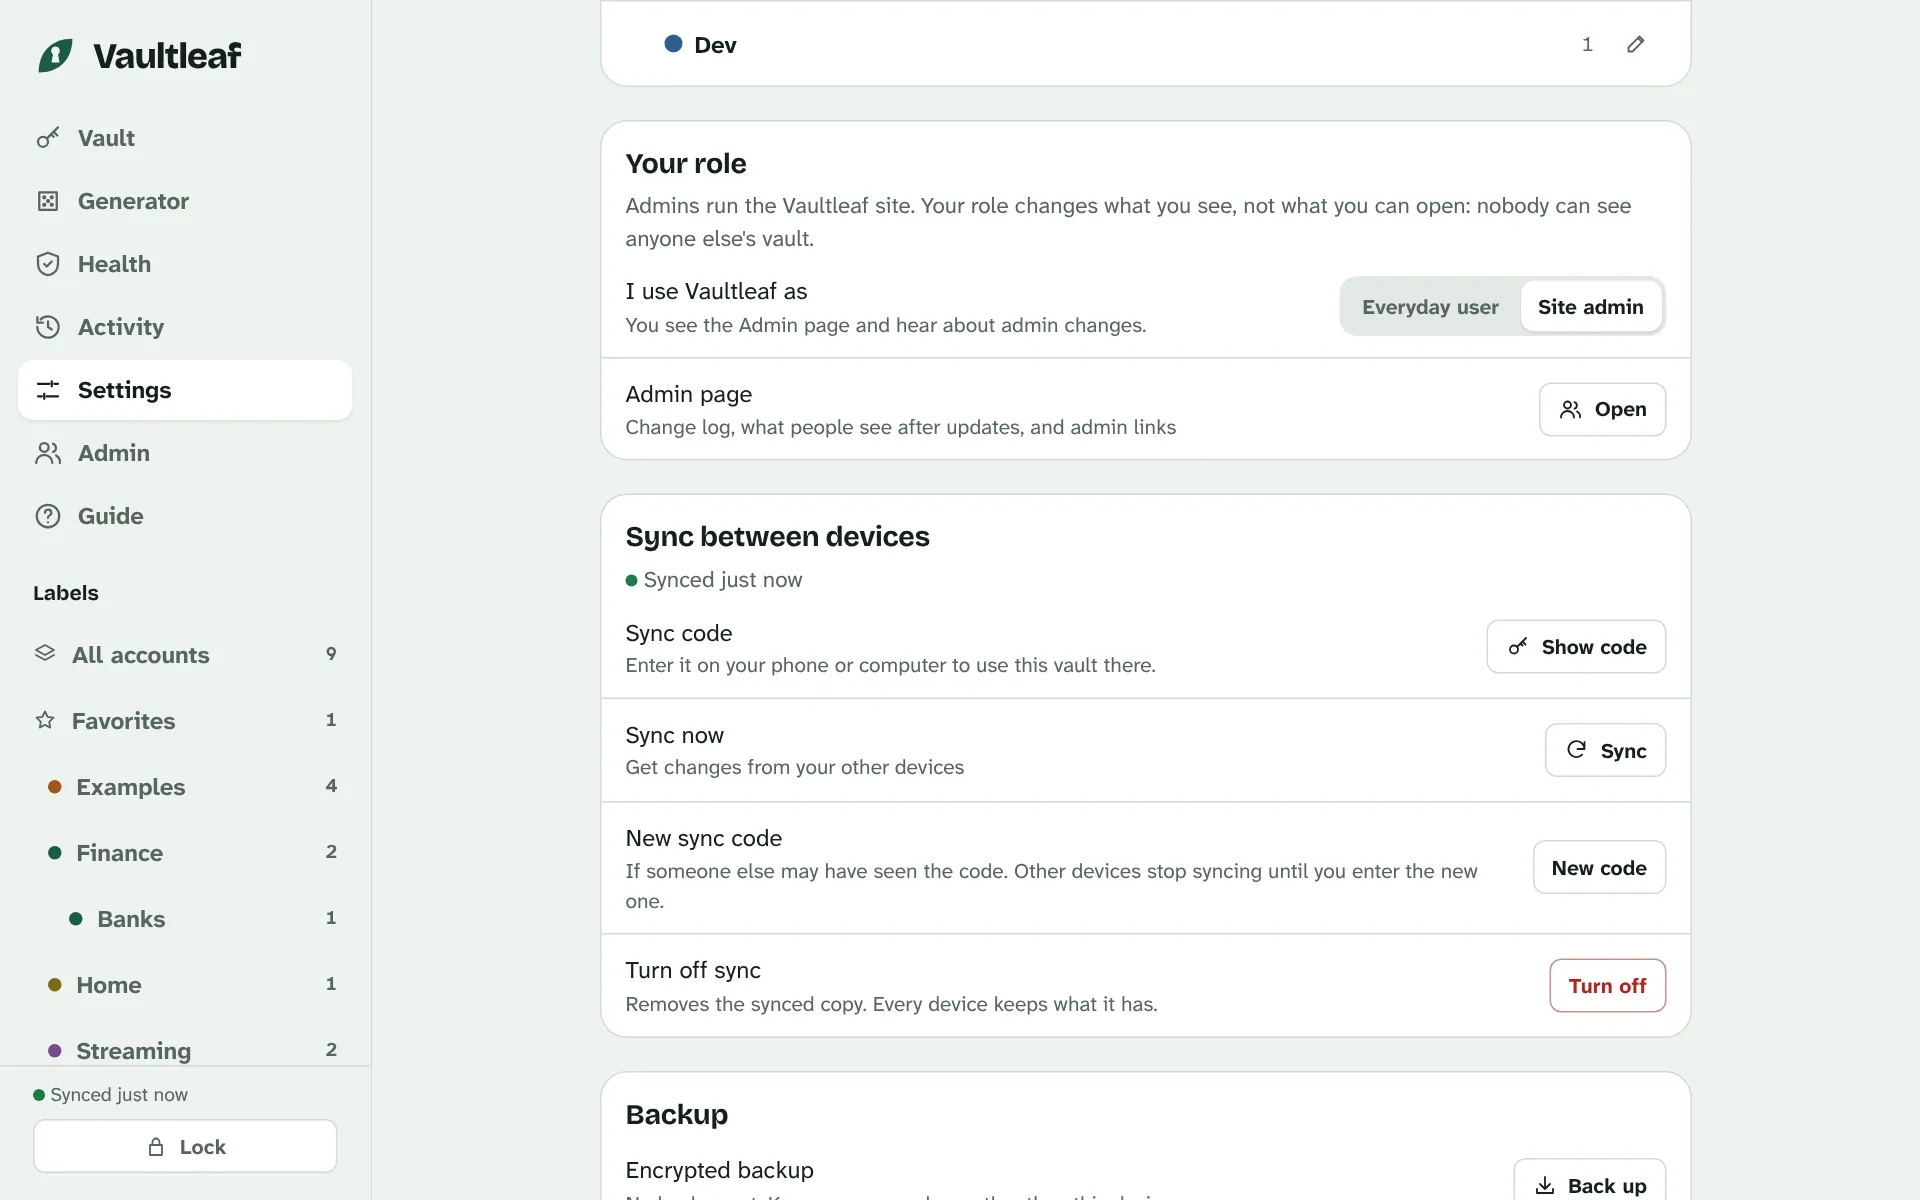 Vaultleaf
Vault
Generator
Health
Activity
Settings
Admin
Guide
Labels
All accounts 9
Favorites 1
Examples 4
Finance 2
Banks 1
Home 1
Streaming 2
Synced just now
Lock
Dev 1
Your role
Admins run the Vaultleaf site. Your role changes what you see, not what you can open: nobody can see
anyone else's vault.
I use Vaultleaf as
You see the Admin page and hear about admin changes.
Everyday user Site admin
Admin page
Change log, what people see after updates, and admin links
Open
Sync between devices
Synced just now
Sync code
Enter it on your phone or computer to use this vault there.
Show code
Sync now
Get changes from your other devices
Sync
New sync code
If someone else may have seen the code. Other devices stop syncing until you enter the new
one.
New code
Turn off sync
Removes the synced copy. Every device keeps what it has.
Turn off
Backup
Encrypted backup
Back up